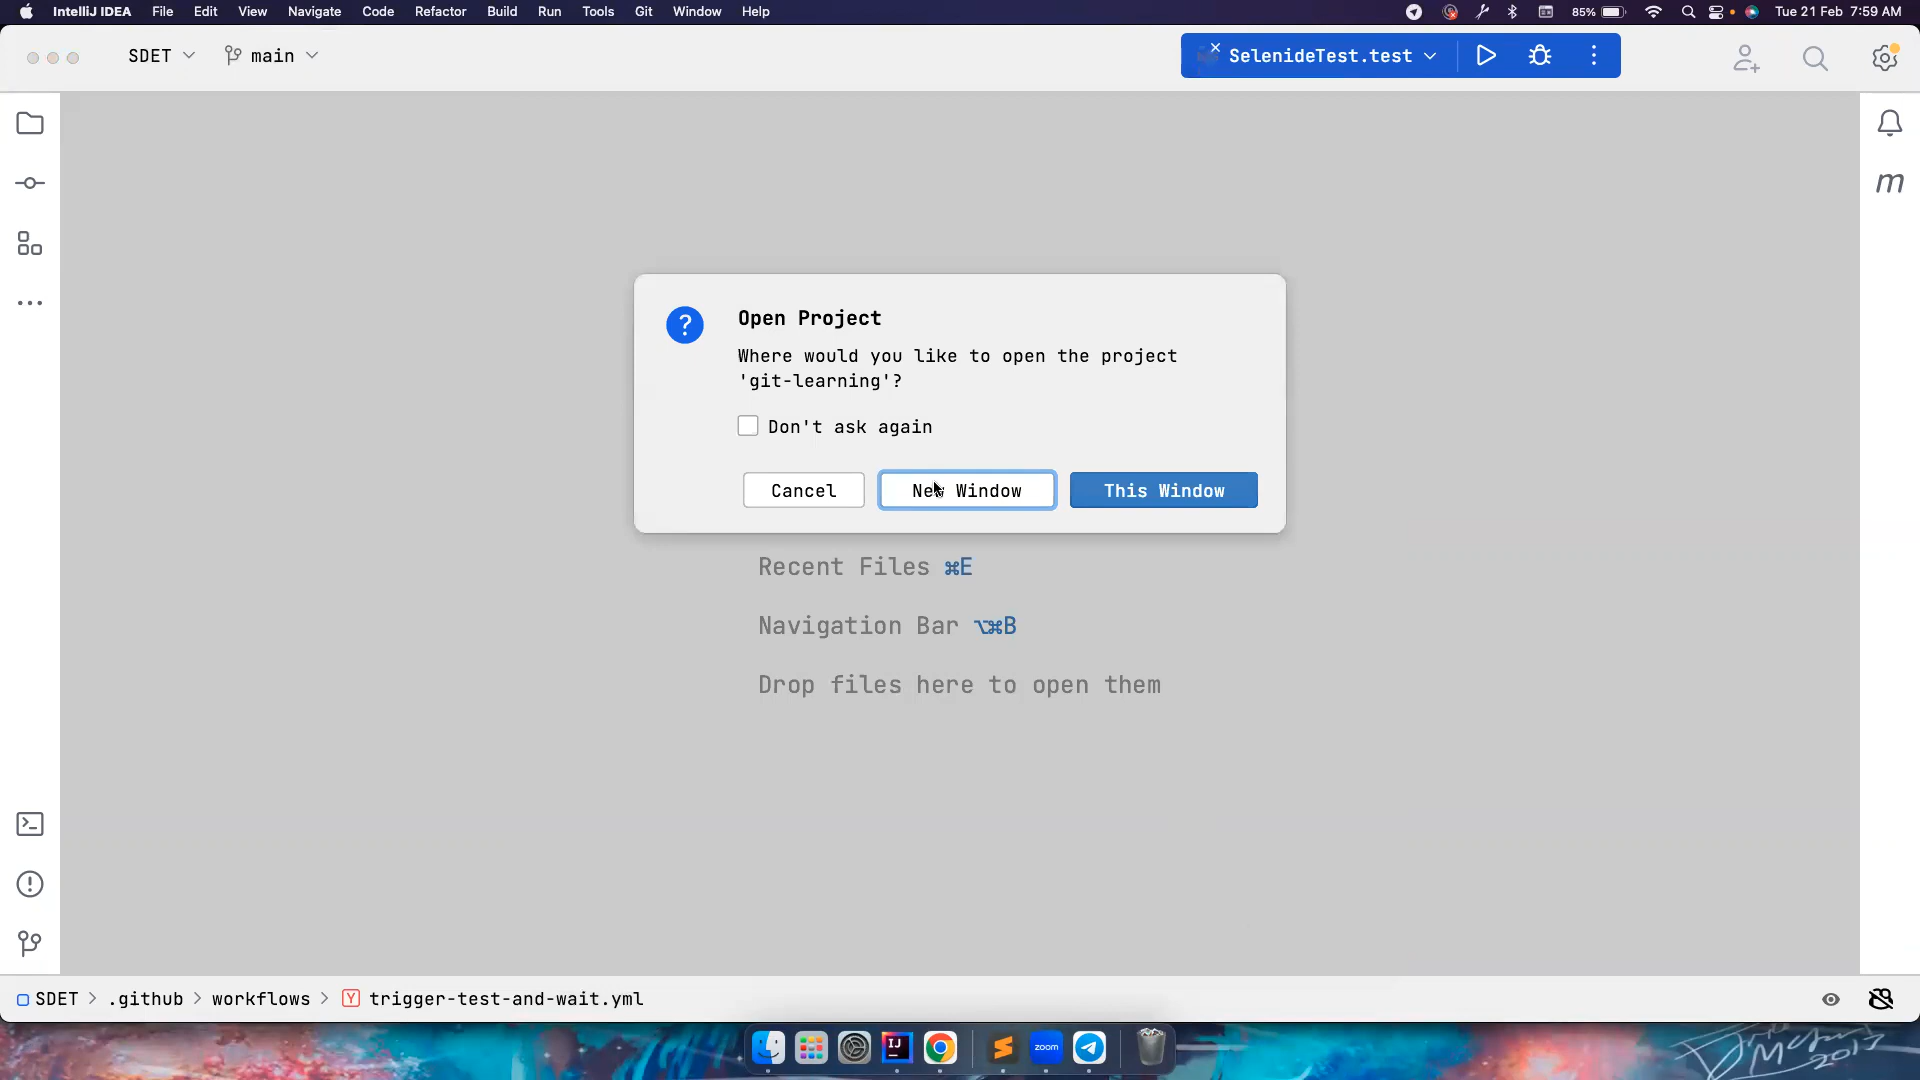 IntelliJ IDEA File Edit View Navigate Code Refactor Build Run Tools Git Window Help 85% Tue 21 Feb 7:59 AM
SDET main SelenideTest.test
m
Open Project
Where would you like to open the project
'git-learning'?
Don't ask again
Cancel New Window This Window
Recent Files ⌘E
Navigation Bar ⌥⌘B
Drop files here to open them
SDET > .github > workflows > Y trigger-test-and-wait.yml
IJ zoom
2017